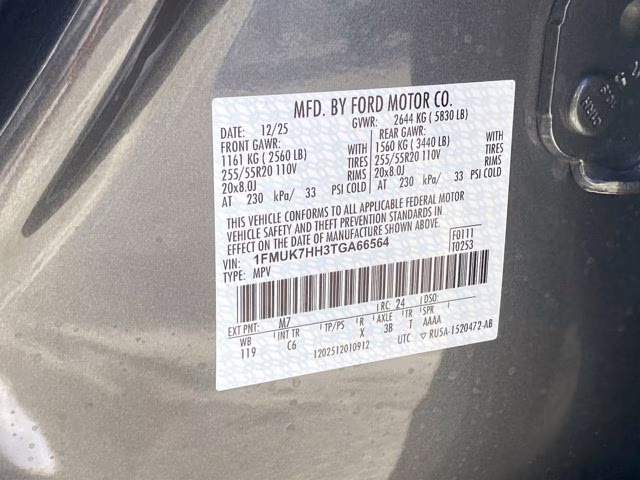 MFD. BY FORD MOTOR CO.
DATE: 12/25 GVWR: 2644 KG ( 5830 LB)
FRONT GAWR: WITH REAR GAWR: WITH
1161 KG ( 2560 LB) TIRES 1560 KG ( 3440 LB) TIRES
255/55R20 110V RIMS 255/55R20 110V RIMS
20x8.0J 20x8.0J
AT 230 kPa/ 33 PSI COLD AT 230 kPa/ 33 PSI COLD
THIS VEHICLE CONFORMS TO ALL APPLICABLE FEDERAL MOTOR
VEHICLE SAFETY AND THEFT PREVENTION STANDARDS IN
EFFECT ON THE DATE OF MANUFACTURE SHOWN ABOVE.
VIN: 1FMUK7HH3TGA66564 F0111
TYPE: MPV T0253
RC: 24 DSO:
EXT PNT: M7
WB INT TR TP/PS R AXLE TR SPR
119 C6 X 3B T AAAA
1202512010912 UTC RU5A-1520472-AB